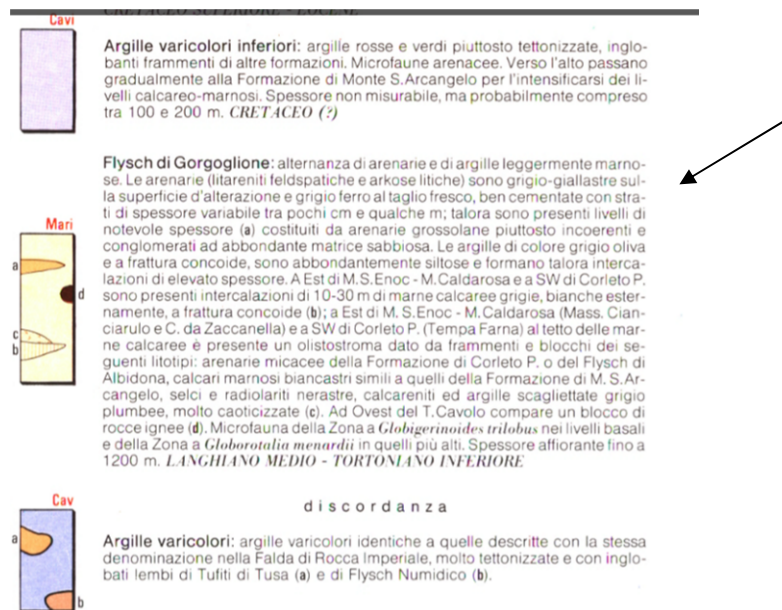 CRETACEO SUPERIORE - EOCENE
Cavi
Argille varicolori inferiori: argille rosse e verdi piuttosto tettonizzate, inglo-
banti frammenti di altre formazioni. Microfaune arenacee. Verso l'alto passano
gradualmente alla Formazione di Monte S.Arcangelo per l'intensificarsi dei li-
velli calcareo-marnosi. Spessore non misurabile, ma probabilmente compreso
tra 100 e 200 m. CRETACEO (?)
Flysch di Gorgoglione: alternanza di arenarie e di argille leggermente marno-
se. Le arenarie (litareniti feldspatiche e arkose litiche) sono grigio-giallastre sul-
la superficie d'alterazione e grigio ferro al taglio fresco, ben cementate con stra-
ti di spessore variabile tra pochi cm e qualche m; talora sono presenti livelli di
notevole spessore (a) costituiti da arenarie grossolane piuttosto incoerenti e
conglomerati ad abbondante matrice sabbiosa. Le argille di colore grigio oliva
e a frattura concoide, sono abbondantemente siltose e formano talora interca-
lazioni di elevato spessore. A Est di M.S.Enoc - M.Caldarosa e a SW di Corleto P.
sono presenti intercalazioni di 10-30 m di marne calcaree grigie, bianche ester-
namente, a frattura concoide (b); a Est di M. S.Enoc - M.Caldarosa (Mass. Cian-
ciarulo e C. da Zaccanella) e a SW di Corleto P. (Tempa Farna) al tetto delle mar-
ne calcaree è presente un olistostroma dato da frammenti e blocchi dei se-
guenti litotipi: arenarie micacee della Formazione di Corleto P. o del Flysch di
Albidona, calcari marnosi biancastri simili a quelli della Formazione di M. S.Ar-
cangelo, selci e radiolariti nerastre, calcareniti ed argille scagliettate grigio
plumbee, molto caoticizzate (c). Ad Ovest del T.Cavolo compare un blocco di
rocce ignee (d). Microfauna della Zona a Globigerinoides trilobus nei livelli basali
e della Zona a Globorotalia menardii in quelli più alti. Spessore affiorante fino a
1200 m. LANGHIANO MEDIO - TORTONIANO INFERIORE
Mari
a
d
c
b
discordanza
Cav
a
b
Argille varicolori: argille varicolori identiche a quelle descritte con la stessa
denominazione nella Falda di Rocca Imperiale, molto tettonizzate e con inglo-
bati lembi di Tufiti di Tusa (a) e di Flysch Numidico (b).